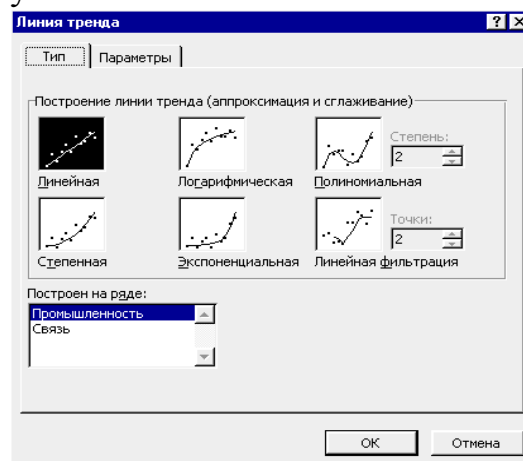 Линия тренда
Тип
Параметры
Построение линии тренда (аппроксимация и сглаживание)
Линейная
Логарифмическая
Полиномиальная
Степень:
2
Степенная
Экспоненциальная
Линейная фильтрация
Точки:
2
Построен на ряде:
Промышленность
Связь
ОК
Отмена